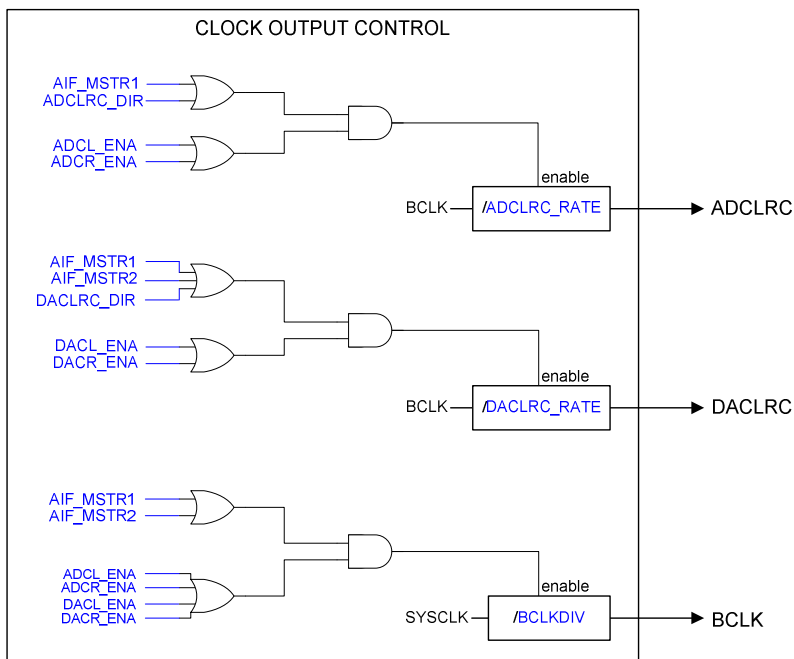 CLOCK OUTPUT CONTROL
AIF_MSTR1
ADCLRC_DIR
ADCL_ENA
ADCR_ENA
enable
BCLK
/ADCLRC_RATE
ADCLRC
AIF_MSTR1
AIF_MSTR2
DACLRC_DIR
DACL_ENA
DACR_ENA
enable
BCLK
/DACLRC_RATE
DACLRC
AIF_MSTR1
AIF_MSTR2
ADCL_ENA
ADCR_ENA
DACL_ENA
DACR_ENA
enable
SYSCLK
/BCLKDIV
BCLK